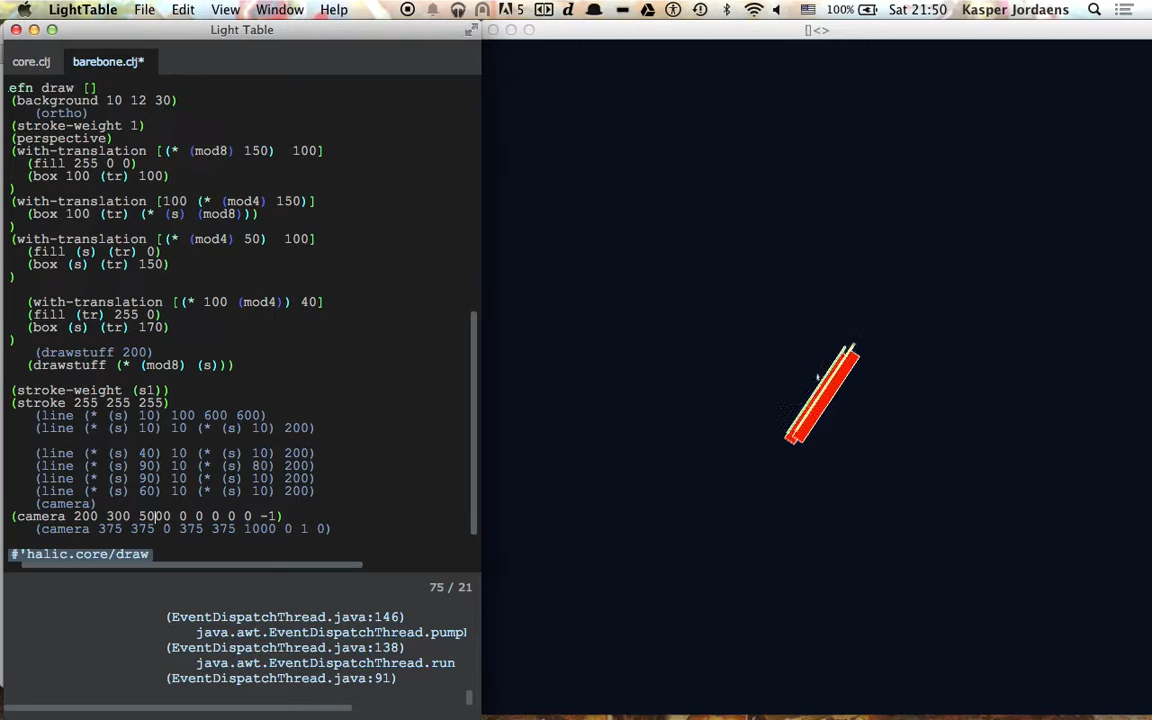 LightTable File Edit View Window Help 5 d 100% Sat 21:50 Kasper Jordaens
Light Table
[]<>
core.clj barebone.clj*
efn draw []
(background 10 12 30)
(ortho)
(stroke-weight 1)
(perspective)
(with-translation [(* (mod8) 150) 100]
(fill 255 0 0)
(box 100 (tr) 100)
)
(with-translation [100 (* (mod4) 150)]
(box 100 (tr) (* (s) (mod8)))
)
(with-translation [(* (mod4) 50) 100]
(fill (s) (tr) 0)
(box (s) (tr) 150)
)
(with-translation [(* 100 (mod4)) 40]
(fill (tr) 255 0)
(box (s) (tr) 170)
)
(drawstuff 200)
(drawstuff (* (mod8) (s)))
(stroke-weight (s1))
(stroke 255 255 255)
(line (* (s) 10) 100 600 600)
(line (* (s) 10) 10 (* (s) 10) 200)
(line (* (s) 40) 10 (* (s) 10) 200)
(line (* (s) 90) 10 (* (s) 80) 200)
(line (* (s) 90) 10 (* (s) 10) 200)
(line (* (s) 60) 10 (* (s) 10) 200)
(camera)
(camera 200 300 5000 0 0 0 0 0 -1)
(camera 375 375 0 375 375 1000 0 1 0)
#'halic.core/draw
75 / 21
(EventDispatchThread.java:146)
java.awt.EventDispatchThread.pump
(EventDispatchThread.java:138)
java.awt.EventDispatchThread.run
(EventDispatchThread.java:91)